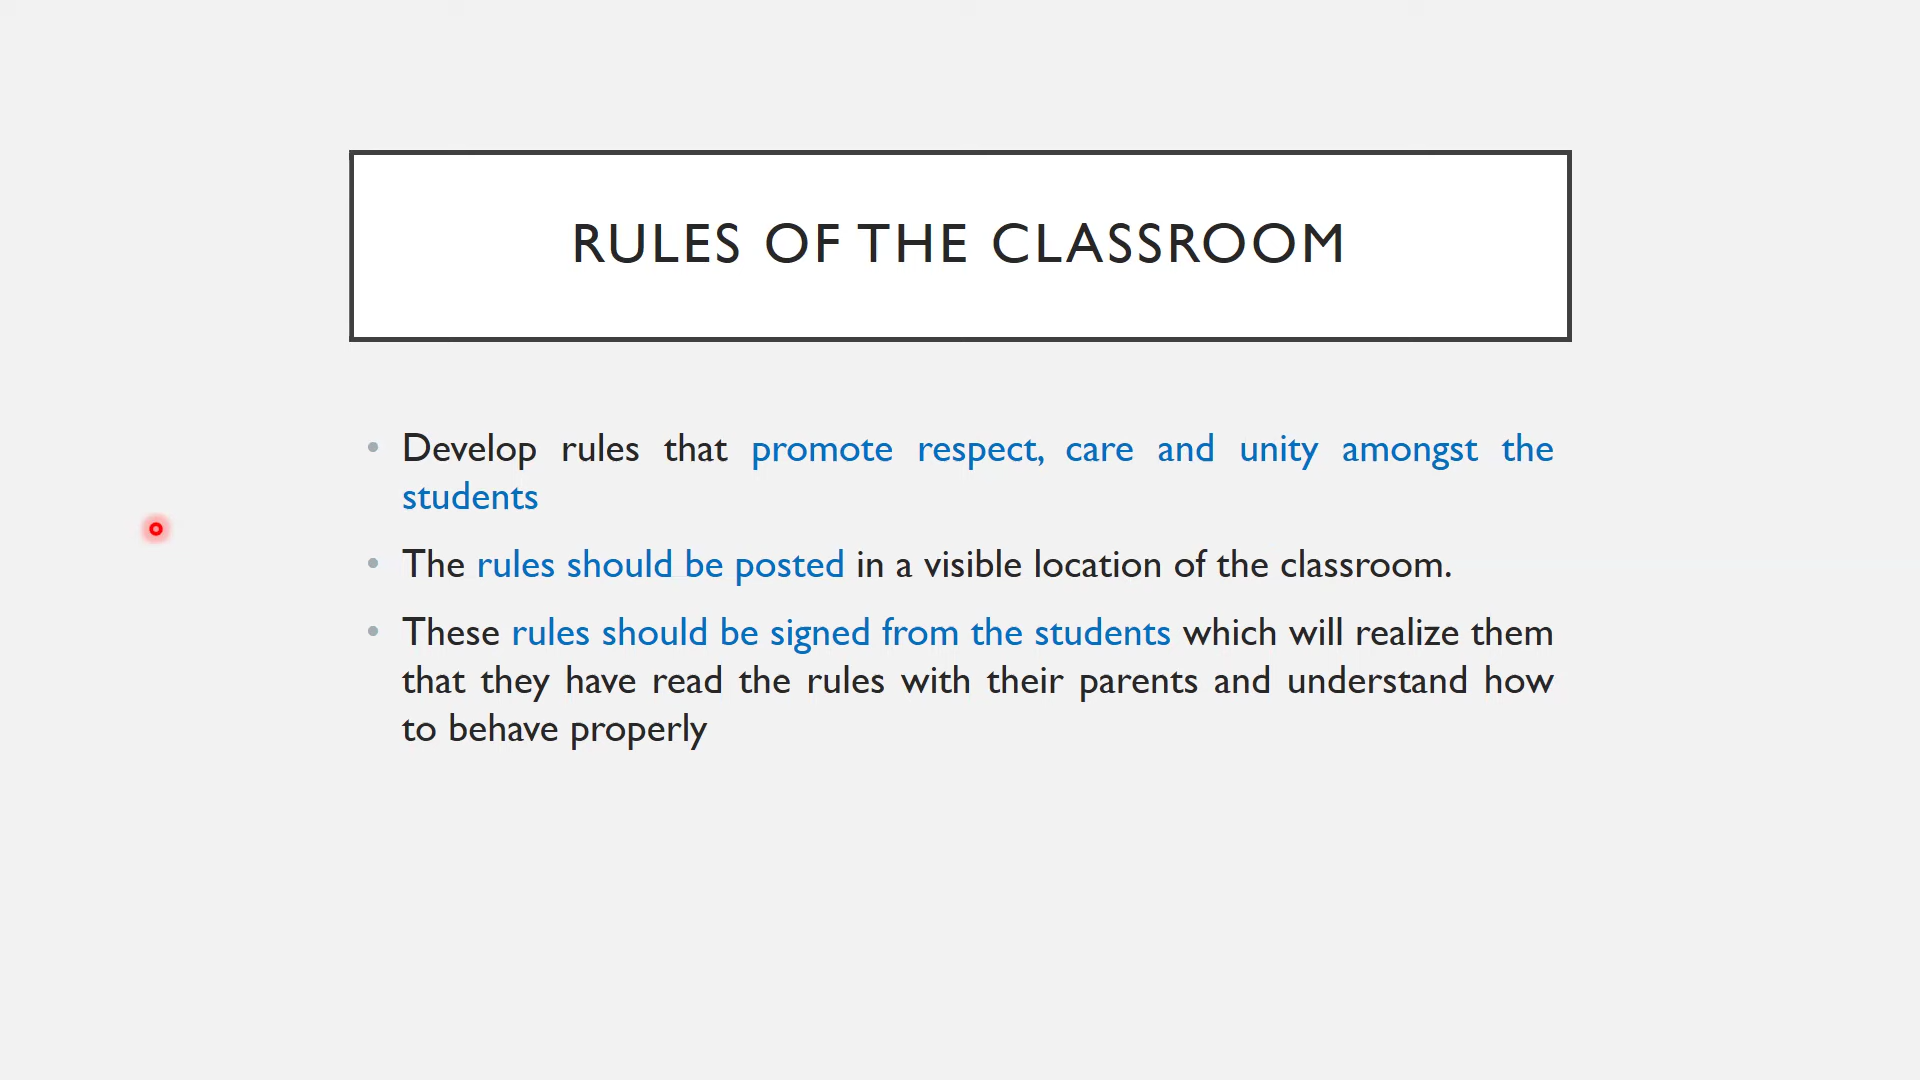 RULES OF THE CLASSROOM
• Develop rules that promote respect, care and unity amongst the
students
• The rules should be posted in a visible location of the classroom.
• These rules should be signed from the students which will realize them
that they have read the rules with their parents and understand how
to behave properly